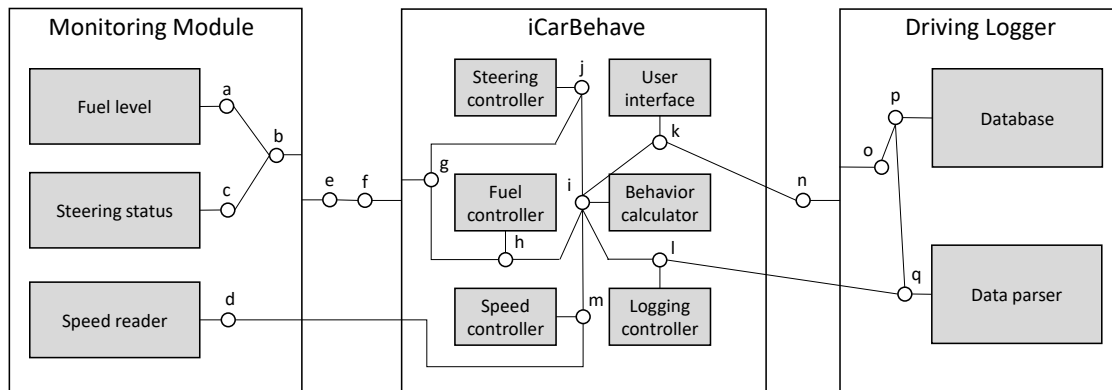 Monitoring Module
iCarBehave
Driving Logger
Fuel level
a
b
c
Steering status
Speed reader
d
e
f
g
Steering
controller
j
User
interface
k
i
Fuel
controller
h
Behavior
calculator
l
Speed
controller
m
Logging
controller
n
o
p
Database
q
Data parser